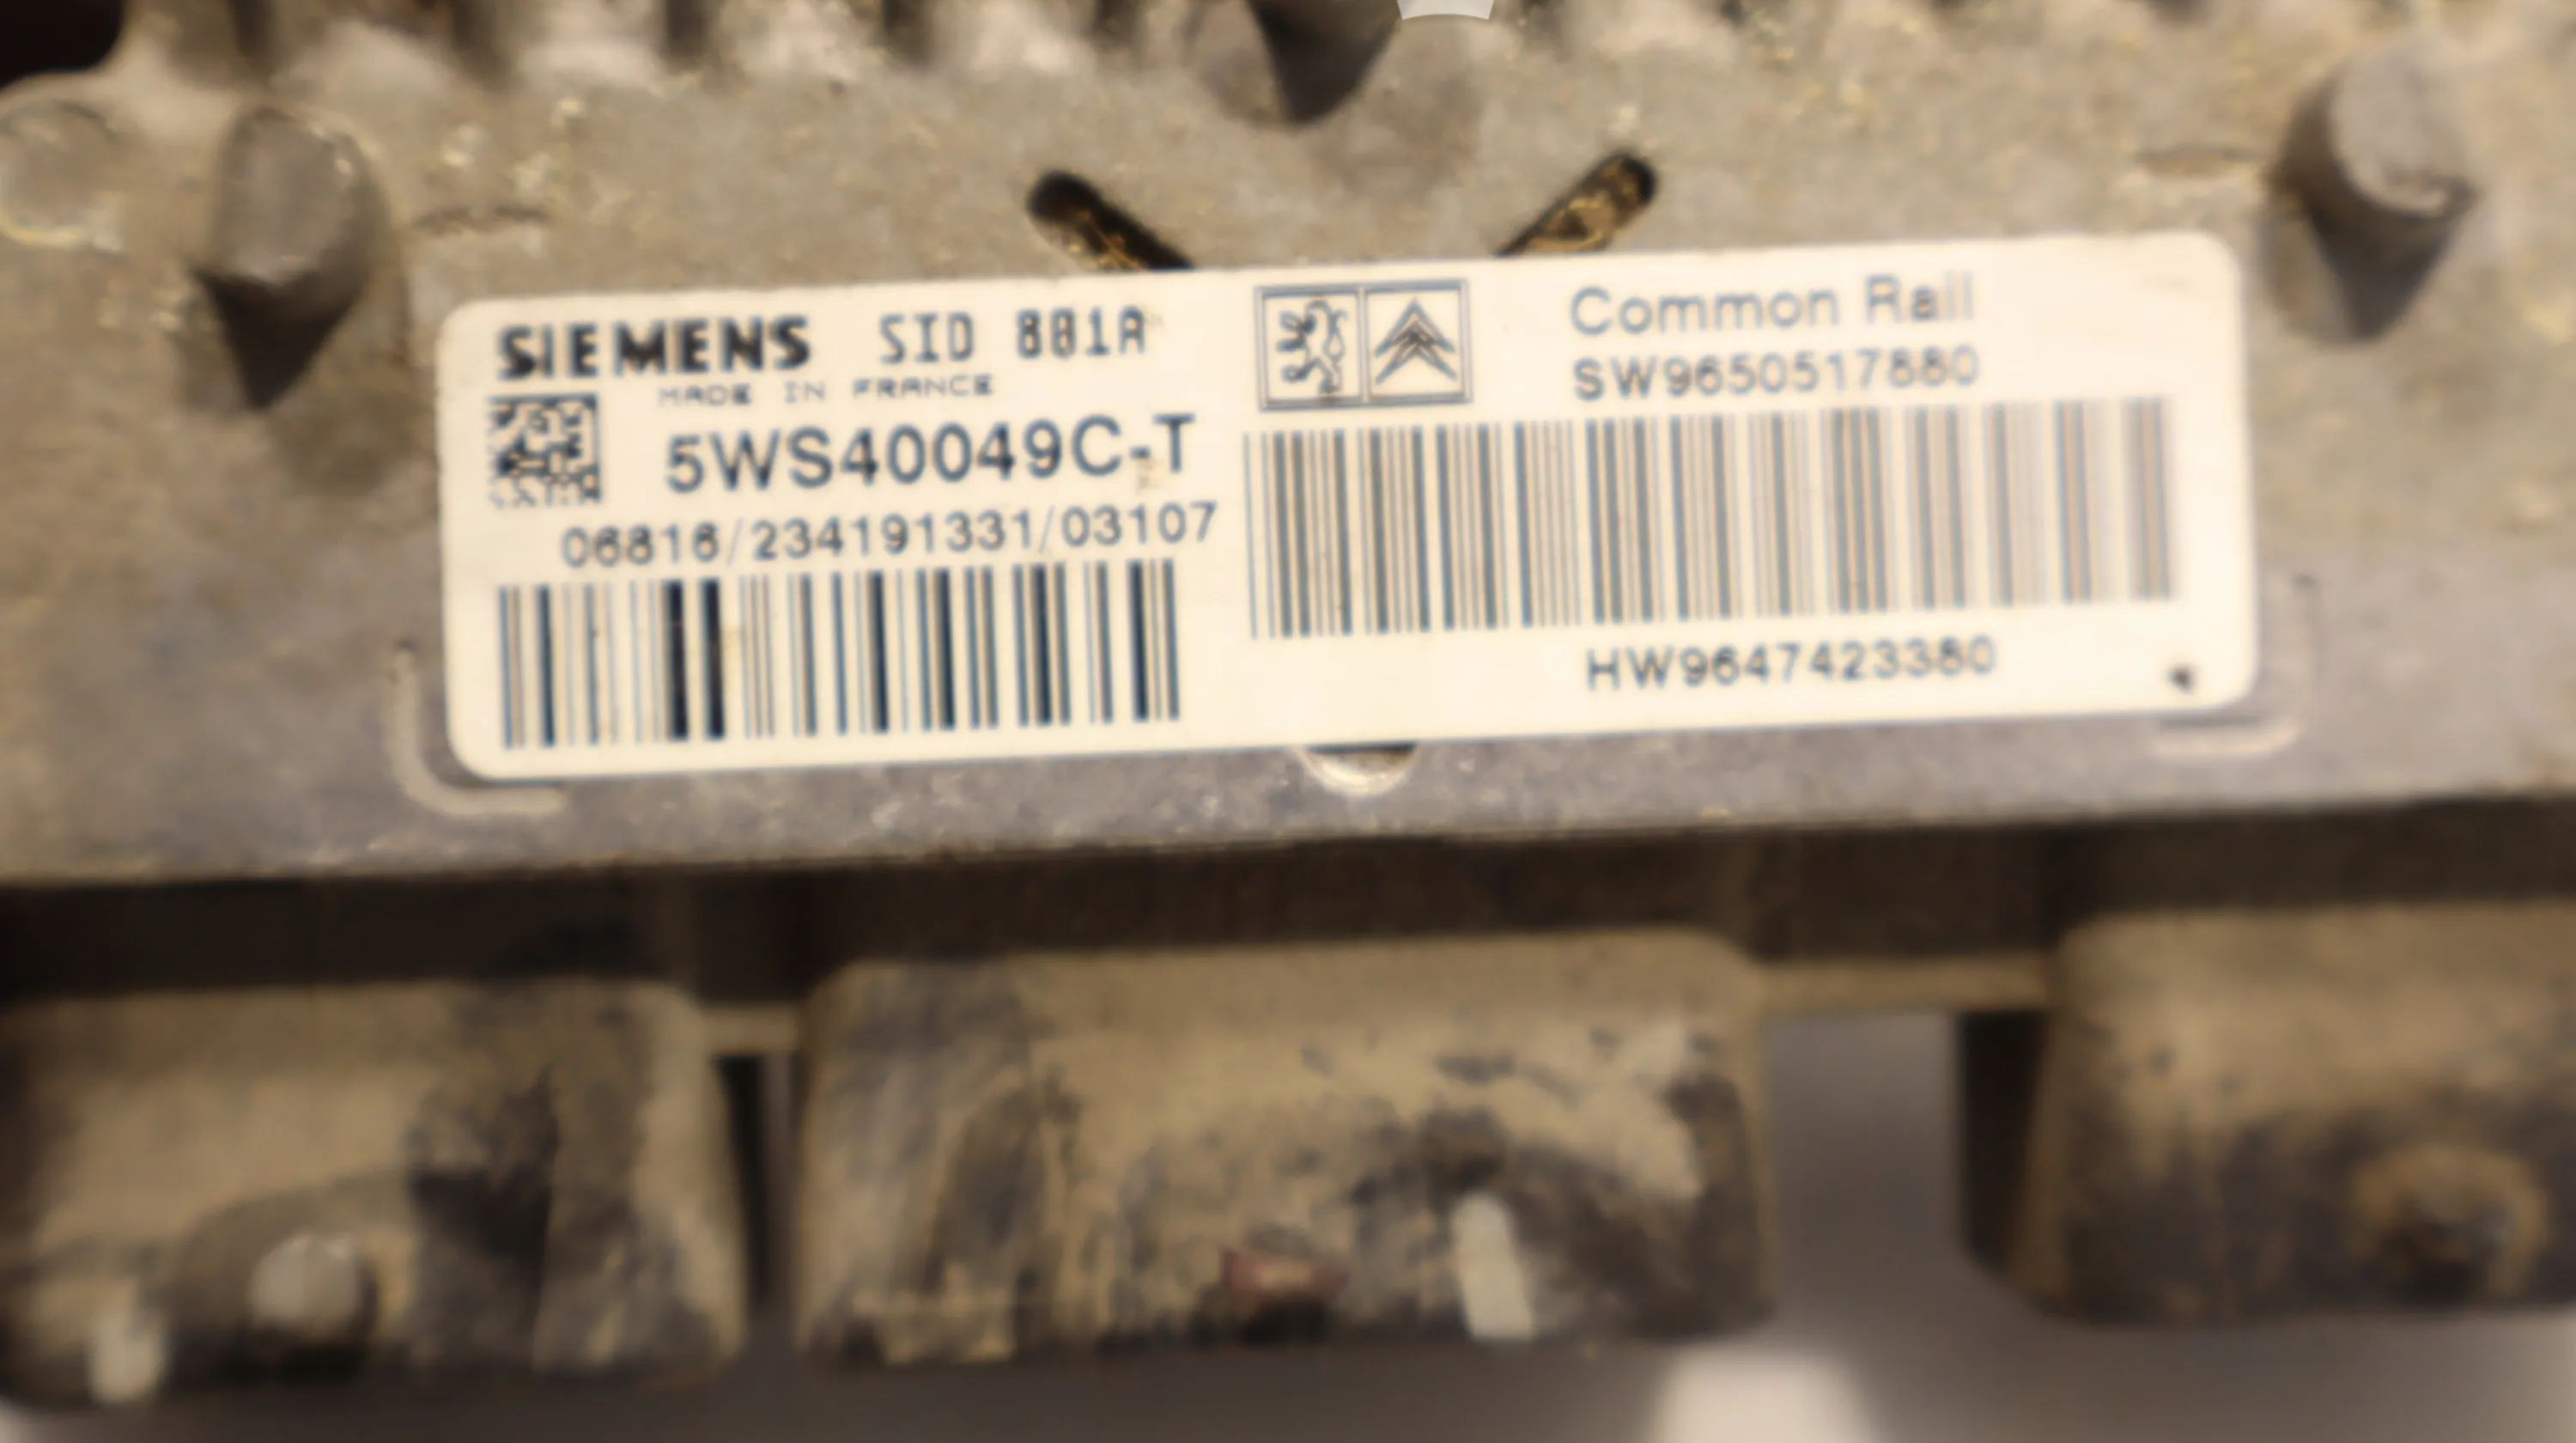 SIEMENS SID 801A
MADE IN FRANCE
5WS40049C-T
06816/234191331/03107
Common Rail
SW9650517880
HW9647423380